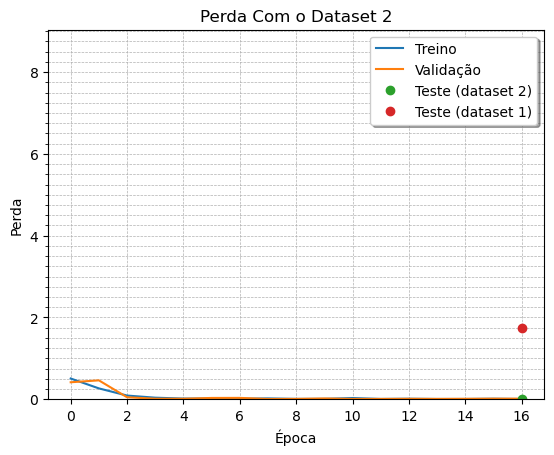 Perda Com o Dataset 2
Treino
Validação
Teste (dataset 2)
Teste (dataset 1)
Perda
8
6
4
2
0
0 2 4 6 8 10 12 14 16
Época